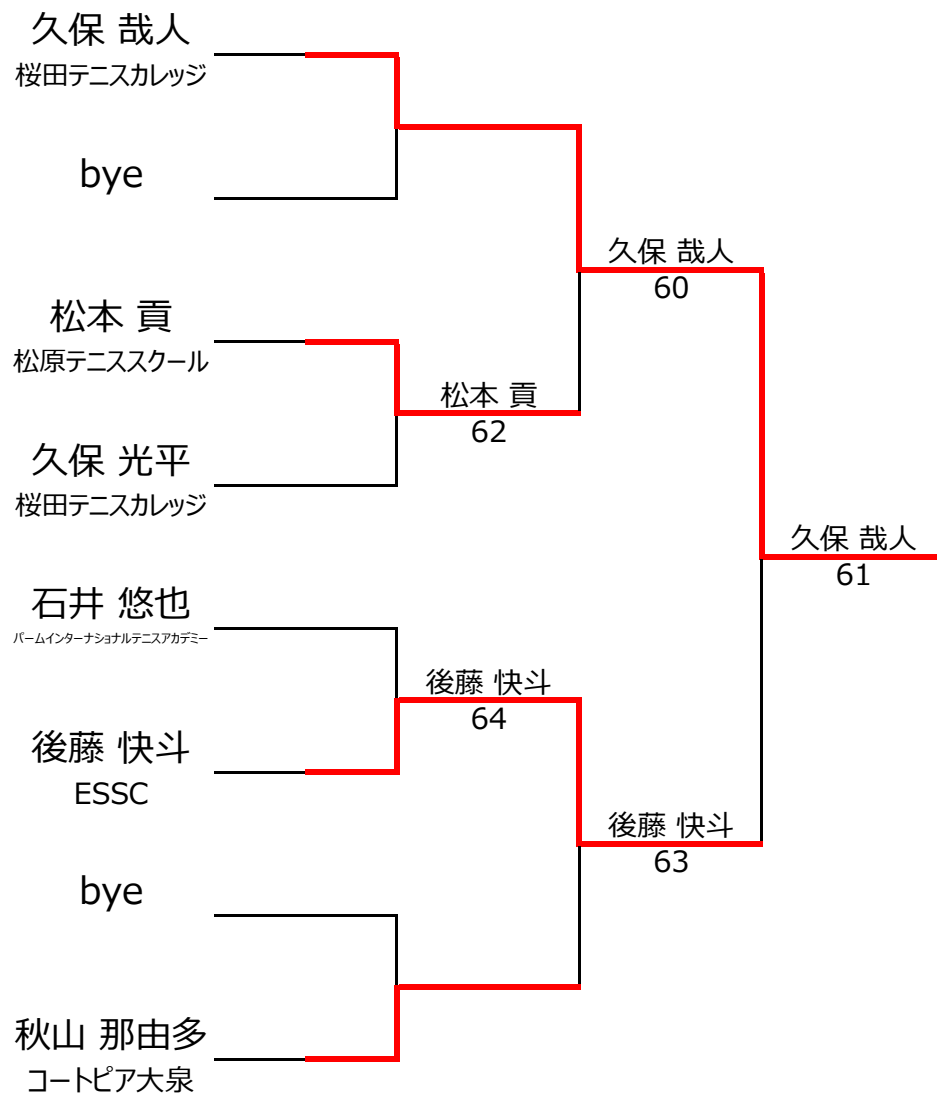 久保 哉人
桜田テニスカレッジ
bye
松本 貢
松原テニススクール
久保 光平
桜田テニスカレッジ
石井 悠也
パームインターナショナルテニスアカデミー
後藤 快斗
ESSC
bye
秋山 那由多
コートピア大泉
松本 貢
62
後藤 快斗
64
久保 哉人
60
後藤 快斗
63
久保 哉人
61